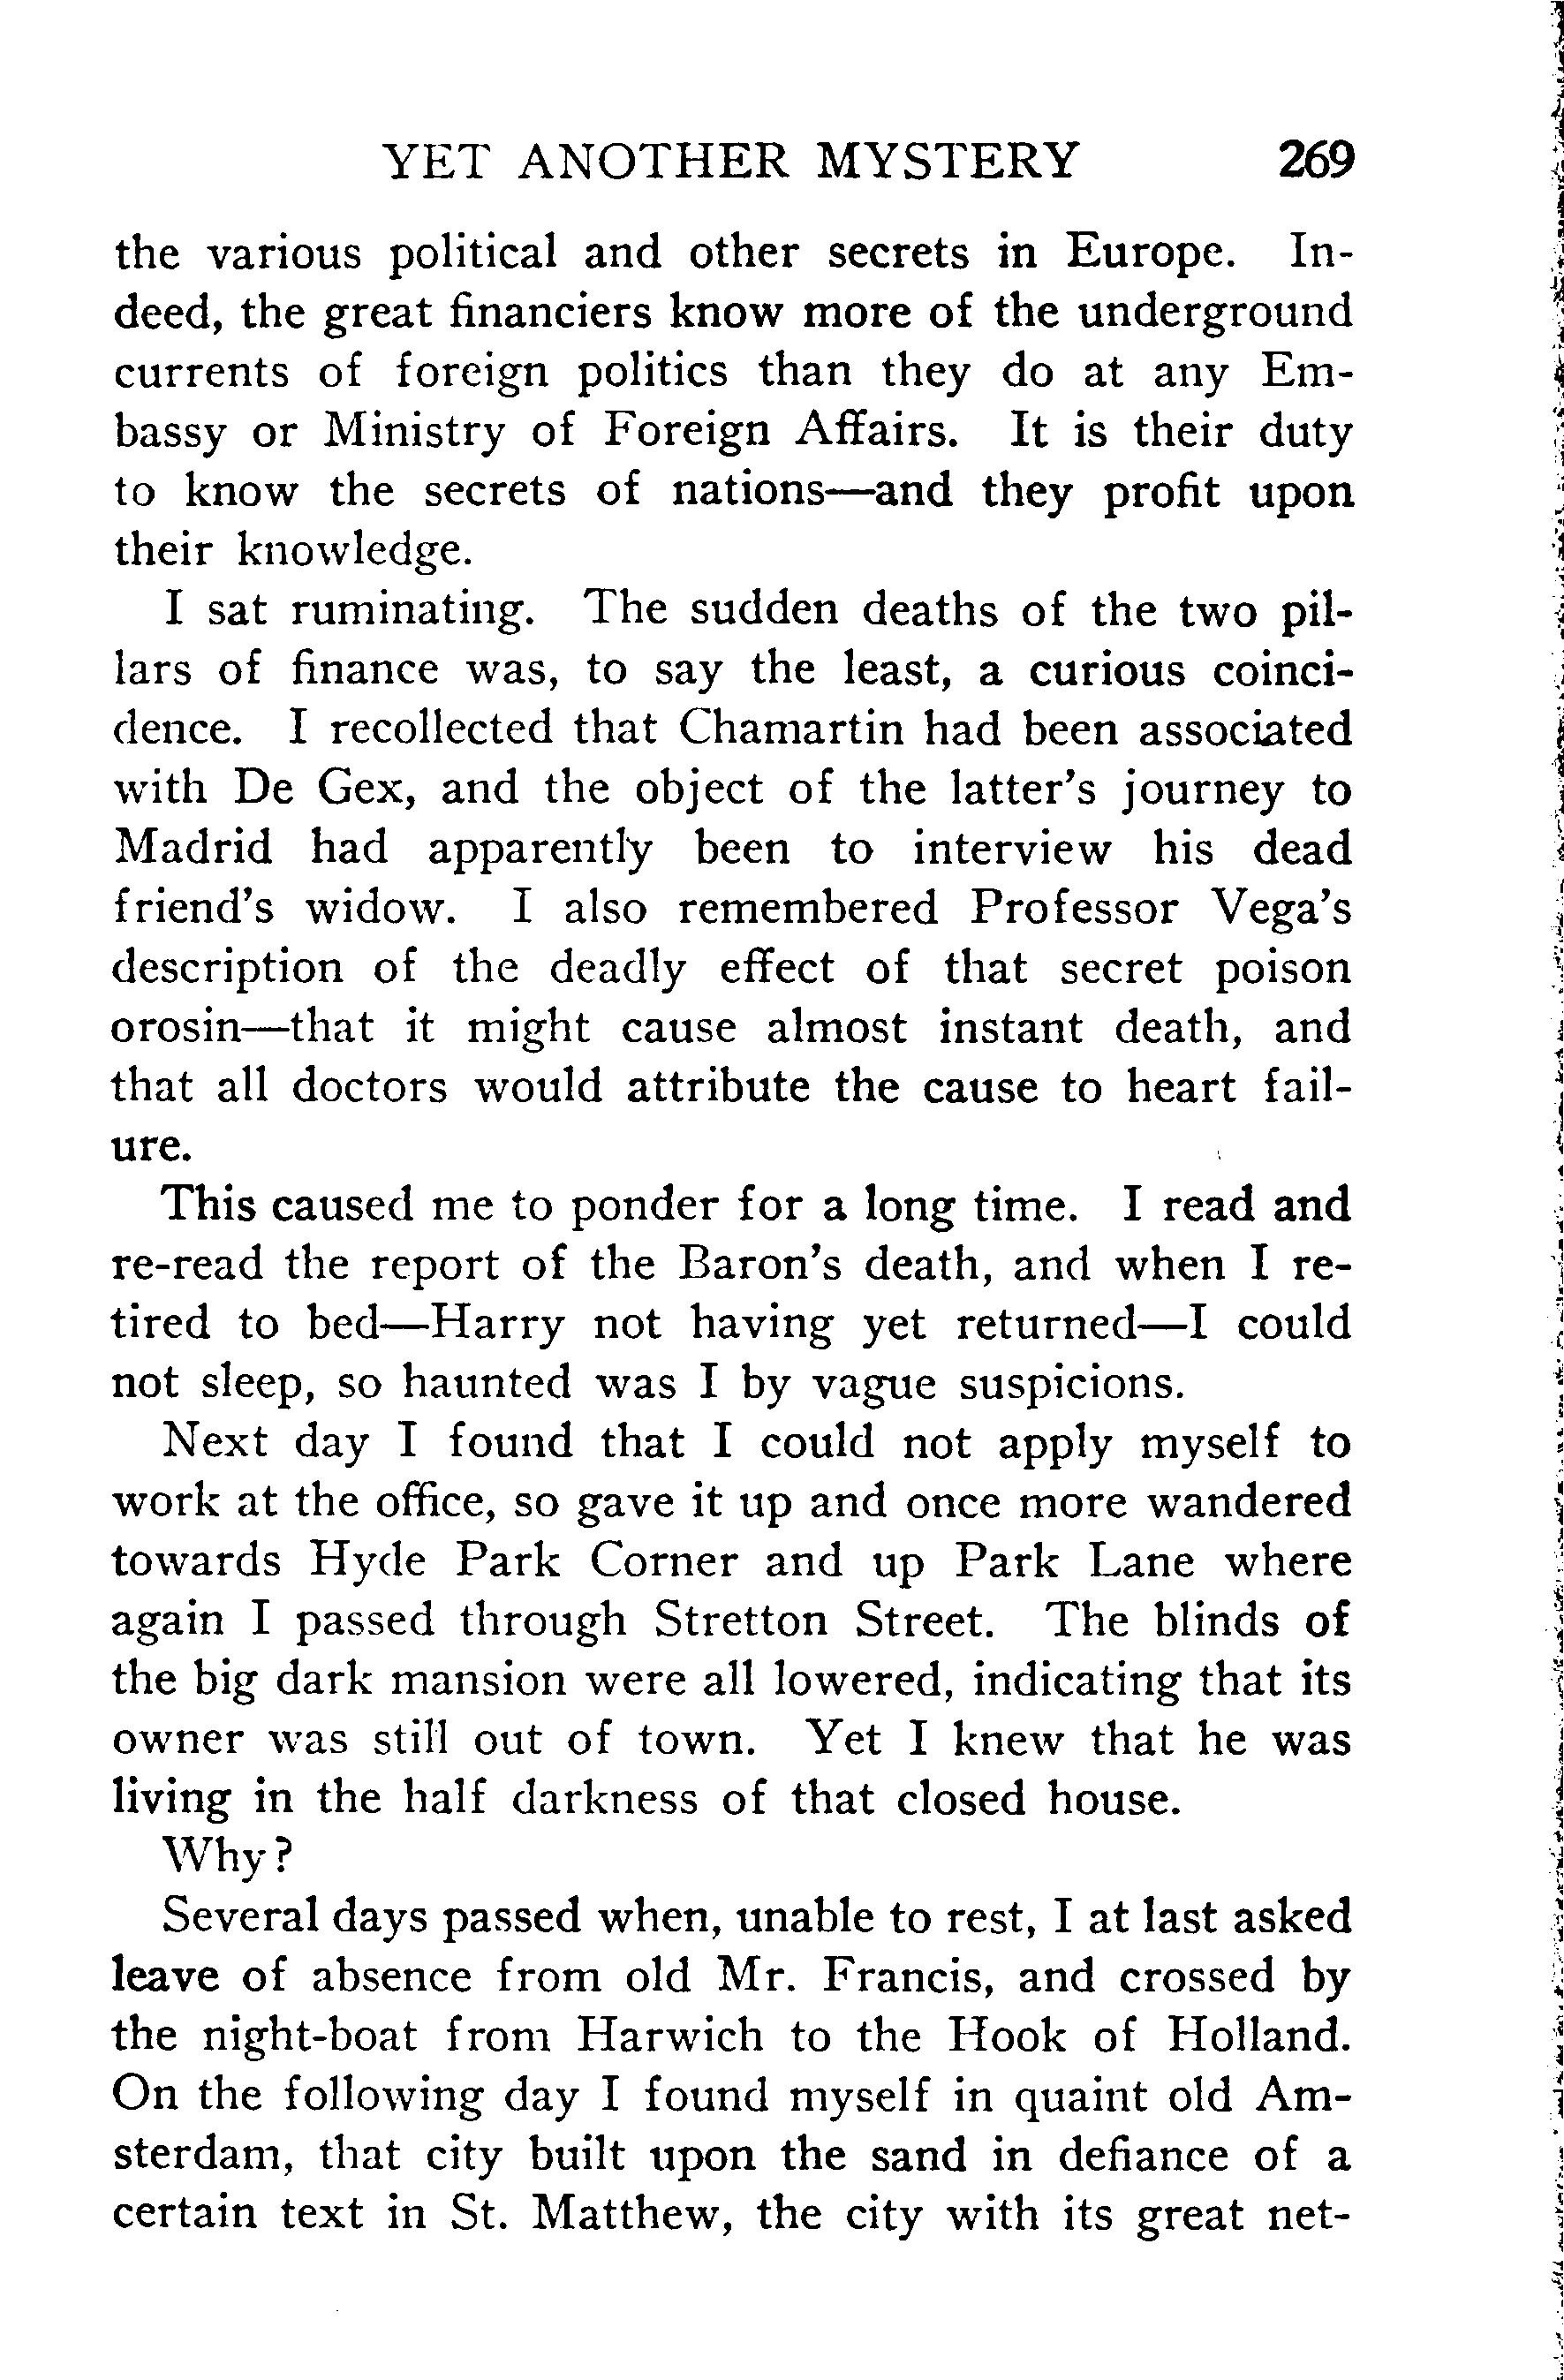 YET ANOTHER MYSTERY 269
the various political and other secrets in Europe. In-
deed, the great financiers know more of the underground
currents of foreign politics than they do at any Em-
bassy or Ministry of Foreign Affairs. It is their duty
to know the secrets of nations—and they profit upon
their knowledge.
I sat ruminating. The sudden deaths of the two pil-
lars of finance was, to say the least, a curious coinci-
dence. I recollected that Chamartin had been associated
with De Gex, and the object of the latter's journey to
Madrid had apparently been to interview his dead
friend's widow. I also remembered Professor Vega's
description of the deadly effect of that secret poison
orosin—that it might cause almost instant death, and
that all doctors would attribute the cause to heart fail-
ure.
This caused me to ponder for a long time. I read and
re-read the report of the Baron's death, and when I re-
tired to bed—Harry not having yet returned—I could
not sleep, so haunted was I by vague suspicions.
Next day I found that I could not apply myself to
work at the office, so gave it up and once more wandered
towards Hyde Park Corner and up Park Lane where
again I passed through Stretton Street. The blinds of
the big dark mansion were all lowered, indicating that its
owner was still out of town. Yet I knew that he was
living in the half darkness of that closed house.
Why?
Several days passed when, unable to rest, I at last asked
leave of absence from old Mr. Francis, and crossed by
the night-boat from Harwich to the Hook of Holland.
On the following day I found myself in quaint old Am-
sterdam, that city built upon the sand in defiance of a
certain text in St. Matthew, the city with its great net-